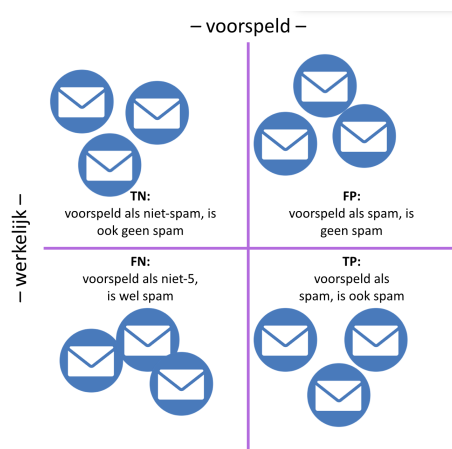 – voorspeld –
– werkelijk –
TN:
voorspeld als niet-spam, is
ook geen spam
FP:
voorspeld als spam, is
geen spam
FN:
voorspeld als niet-5,
is wel spam
TP:
voorspeld als
spam, is ook spam